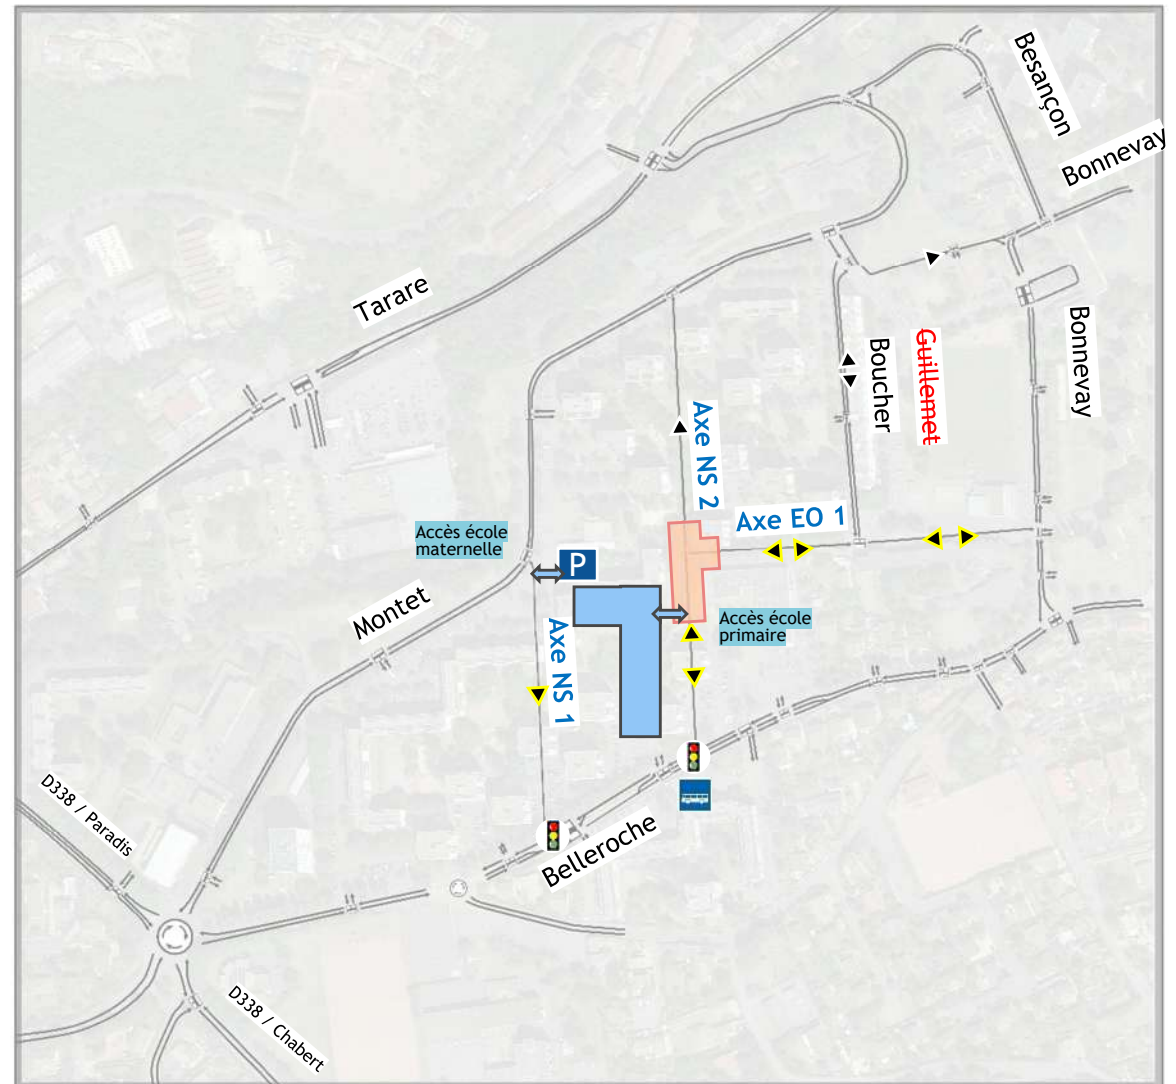 Besançon
Bonnevay
Tarare
Bonnevay
Boucher
Guillemet
Axe NS 2
Axe EO 1
Accès école
maternelle
P
Montet
Accès école
primaire
Axe NS 1
D338 / Paradis
Belleroche
D338 / Chabert